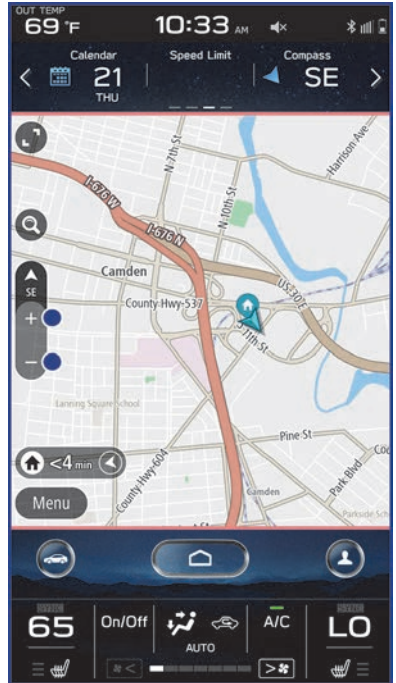 OUT TEMP
69 °F
10:33 AM
Calendar
21
THU
Speed Limit
Compass
SE
N-7th-St
Harrison-Ave
I-676 W
N-10th-St
I-676 N
Camden
US-30 E
SE
County-Hwy-537
S-11th-St
+
−
Lanning Square School
Pine-St
<4 min
County-Hwy-604
Camden
Park Blvd
Menu
SYNC
65
On/Off
AUTO
A/C
SYNC
LO
<
>